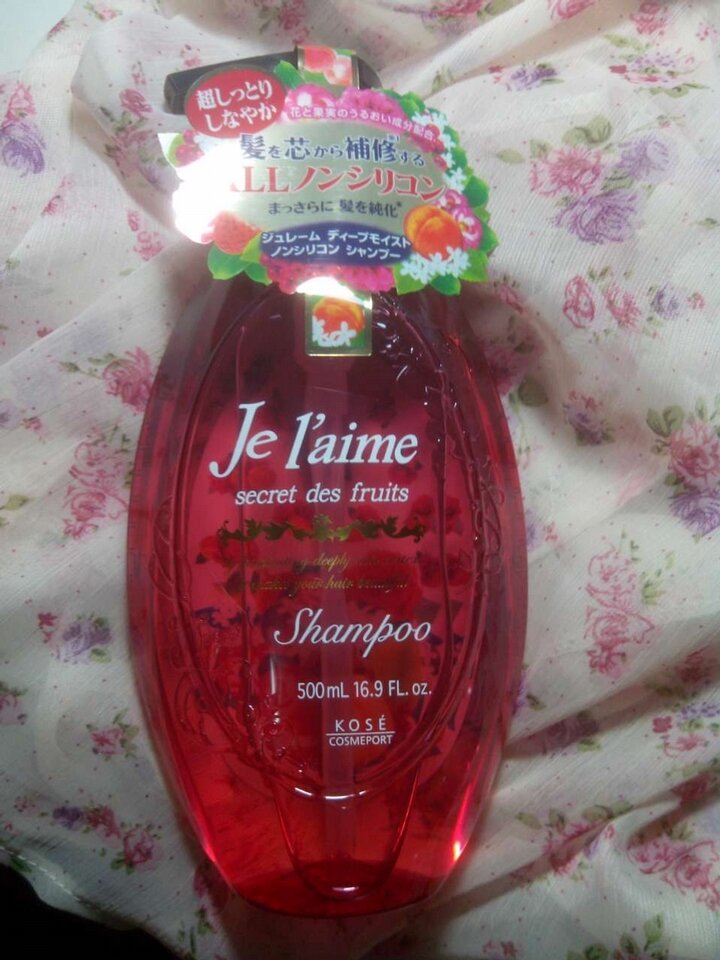 超しっとり
しなやか
花と果実のうるおい成分配合
髪を芯から補修する
ALLノンシリコン
まっさらに 髪を純化*
ジュレーム ディープモイスト
ノンシリコン シャンプー
Je l'aime
secret des fruits
deeply
your hair
Shampoo
500mL 16.9 FL. oz.
KOSÉ
COSMEPORT